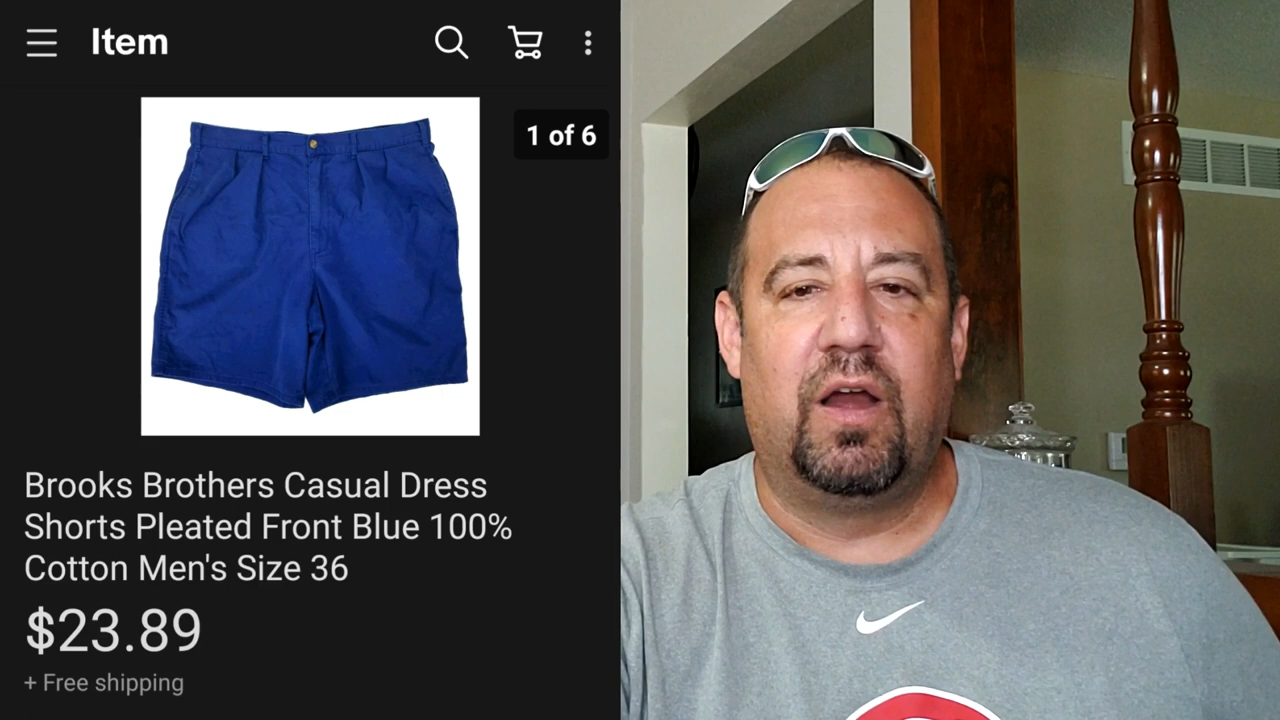 Item
1 of 6
Brooks Brothers Casual Dress
Shorts Pleated Front Blue 100%
Cotton Men's Size 36
$23.89
+ Free shipping